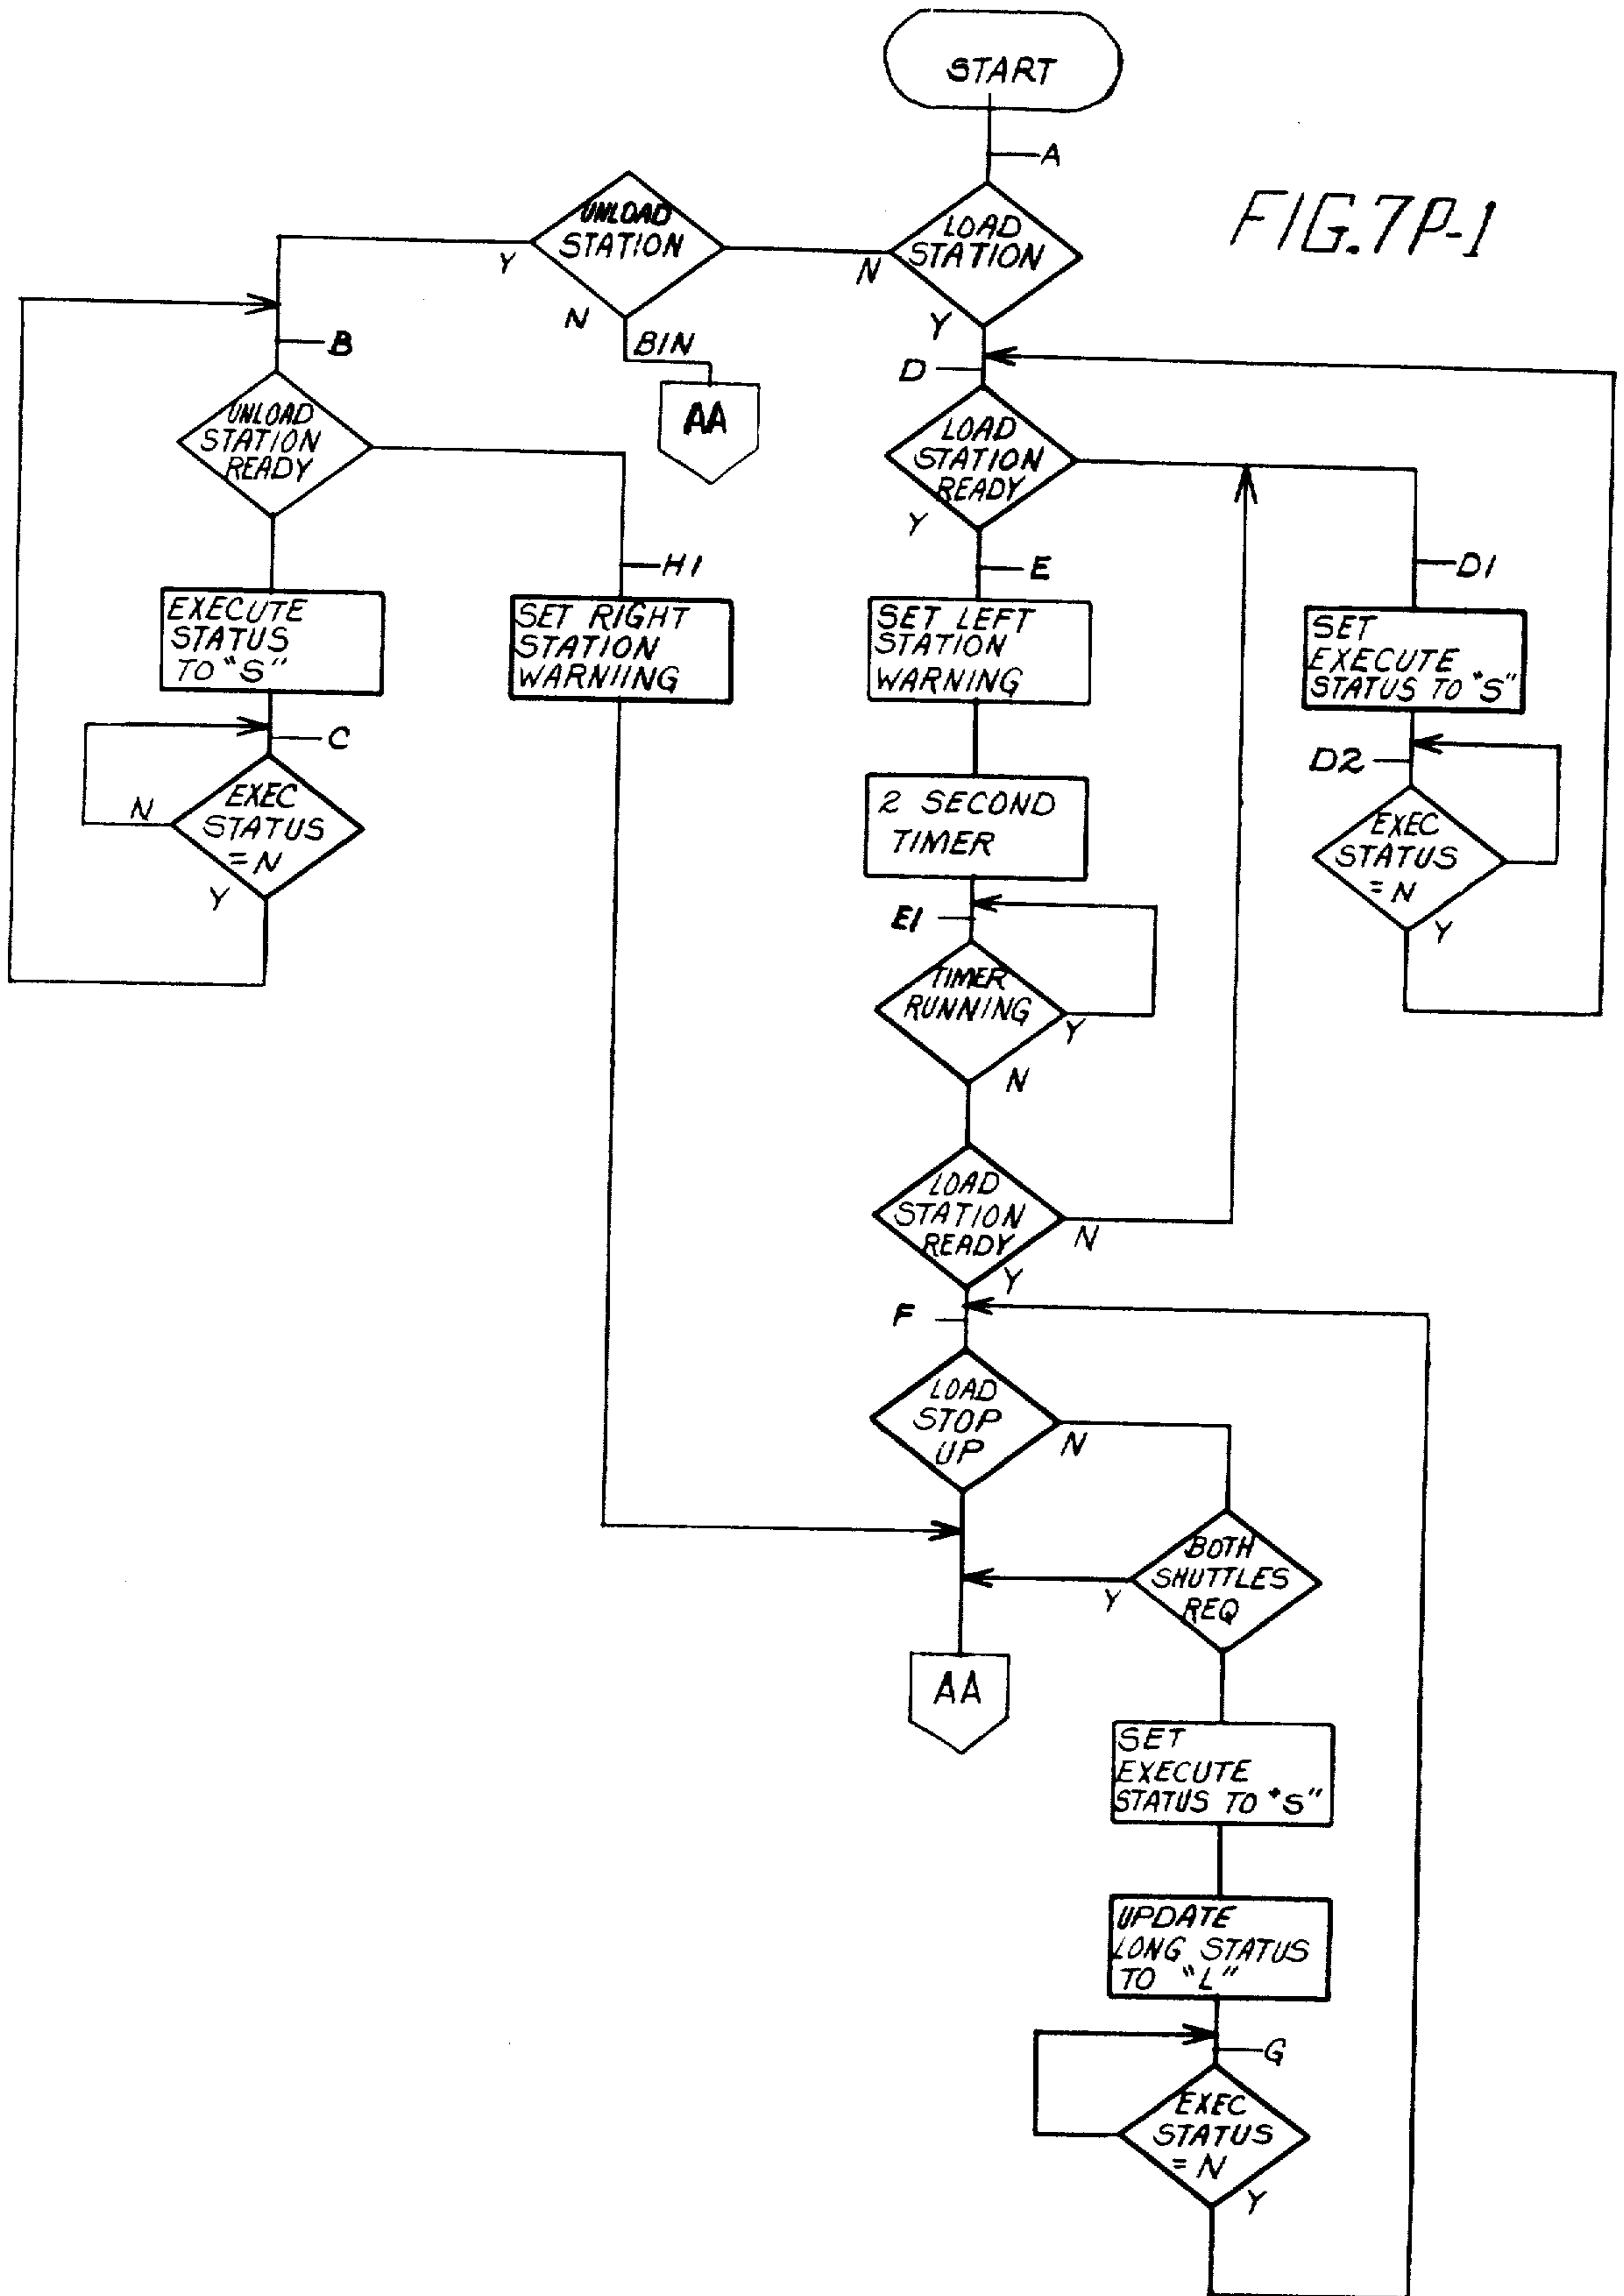 START
A
FIG.7P-1
UNLOAD
STATION
Y
N
BIN
AA
LOAD
STATION
N
Y
B
UNLOAD
STATION
READY
EXECUTE
STATUS
TO "S"
C
EXEC
STATUS
= N
N
Y
H1
SET RIGHT
STATION
WARNIING
D
LOAD
STATION
READY
Y
E
SET LEFT
STATION
WARNING
2 SECOND
TIMER
E1
TIMER
RUNNING
Y
N
LOAD
STATION
READY
N
Y
D1
SET
EXECUTE
STATUS TO "S"
D2
EXEC
STATUS
= N
Y
F
LOAD
STOP
UP
N
BOTH
SHUTTLES
REQ
Y
AA
SET
EXECUTE
STATUS TO "S"
UPDATE
LONG STATUS
TO "L"
G
EXEC
STATUS
= N
Y